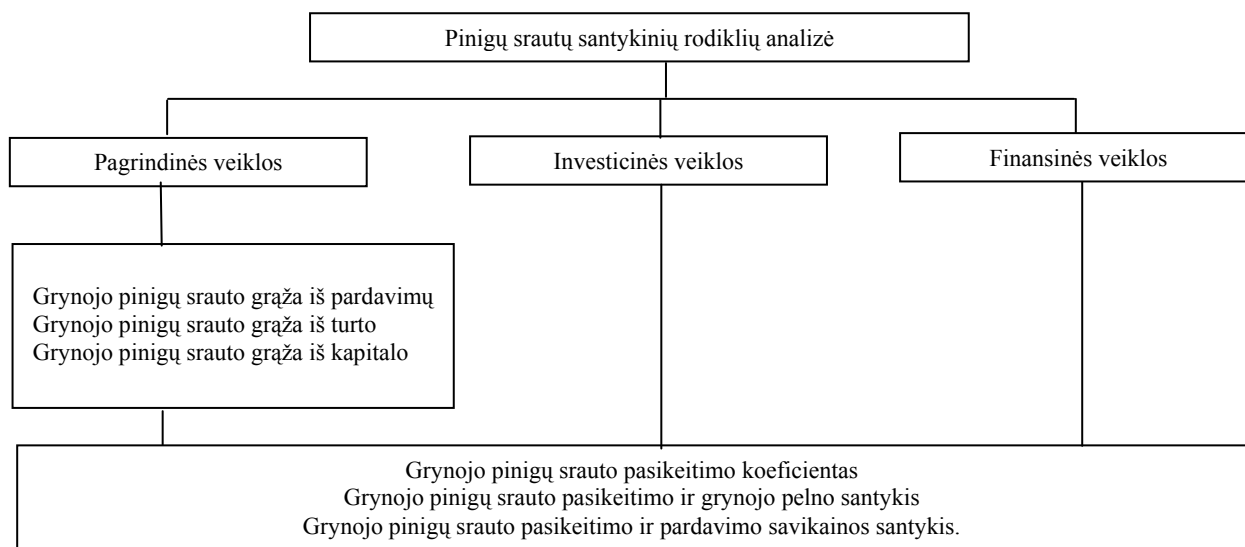 Pinigų srautų santykinių rodiklių analizė
Pagrindinės veiklos
Investicinės veiklos
Finansinės veiklos
Grynojo pinigų srauto grąža iš pardavimų
Grynojo pinigų srauto grąža iš turto
Grynojo pinigų srauto grąža iš kapitalo
Grynojo pinigų srauto pasikeitimo koeficientas
Grynojo pinigų srauto pasikeitimo ir grynojo pelno santykis
Grynojo pinigų srauto pasikeitimo ir pardavimo savikainos santykis.